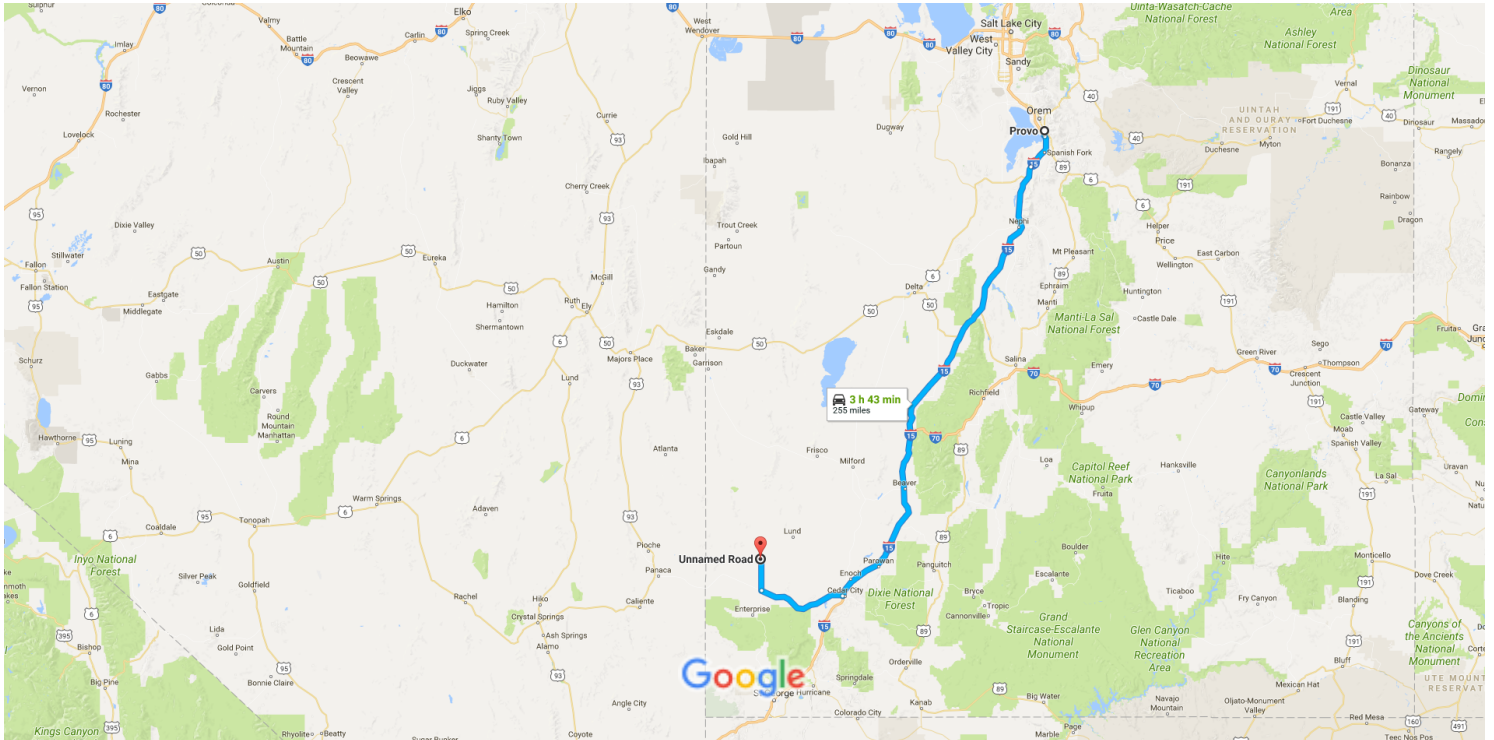 Elko
West
Wendover
Salt Lake City
Uinta-Wasatch-Cache
National Forest
Area
Valmy
Battle
Mountain
Carlin
Spring Creek
West
Valley City
Sandy
Ashley
National Forest
Imlay
Beowawe
Crescent
Valley
Jiggs
Ruby Valley
Vernon
Rochester
Vernal
Dinosaur
National
Monument
Currie
Orem
Provo
UINTAH
AND OURAY
RESERVATION
Fort Duchesne
Dinosaur
Massadona
Lovelock
Shanty Town
Gold Hill
Dugway
Spanish Fork
Duchesne
Myton
Rangely
Ibapah
Bonanza
Cherry Creek
Rainbow
Dixie Valley
Trout Creek
Partoun
Nephi
Dragon
Helper
Price
Wellington
East Carbon
Stillwater
Fallon
Fallon Station
Austin
Eureka
McGill
Gandy
Mt Pleasant
Delta
Ephraim
Manti
Huntington
Eastgate
Middlegate
Hamilton
Shermantown
Ruth
Ely
Manti-La Sal
National Forest
Castle Dale
Eskdale
Baker
Garrison
Majors Place
Schurz
Gabbs
Duckwater
Lund
Salina
Emery
Green River
Sego
Thompson
Crescent
Junction
Fruita
Carvers
Round
Mountain
Manhattan
3 h 43 min
255 miles
Richfield
Whipup
Castle Valley
Moab
Spanish Valley
Gateway
Hawthorne
Luning
Mina
Atlanta
Frisco
Milford
Loa
Capitol Reef
National Park
Fruita
Hanksville
Canyonlands
National Park
La Sal
Uravan
Warm Springs
Adaven
Beaver
Coaldale
Tonopah
Lund
Unnamed Road
Pioche
Panaca
Parowan
Panguitch
Boulder
Hite
Monticello
Inyo National
Forest
Silver Peak
Goldfield
Enoch
Cedar City
Escalante
Dove Creek
Rachel
Hiko
Crystal Springs
Ash Springs
Alamo
Caliente
Enterprise
Dixie National
Forest
Bryce
Tropic
Cannonville
Ticaboo
Fry Canyon
Blanding
Lida
Gold Point
Grand
Staircase-Escalante
National
Monument
Glen Canyon
National
Recreation
Area
Canyons of
the Ancients
National
Monument
Bishop
Big Pine
Bonnie Claire
Orderville
Bluff
Google
Springdale
Hurricane
Angle City
Colorado City
Kanab
Big Water
Mexican Hat
Navajo
Mountain
Oljato-Monument
Valley
Kings Canyon
Rhyolite
Beatty
Coyote
Page
Marble
Red Mesa
Teec Nos Pos